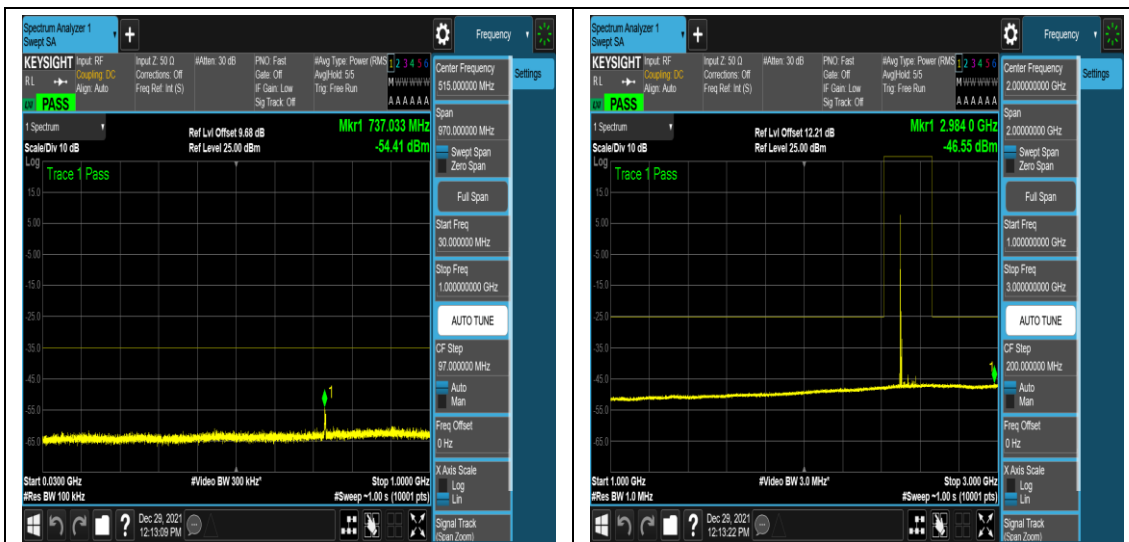 Spectrum Analyzer 1
Swept SA
+
Frequency
KEYSIGHT
RL
LXI
PASS
Input: RF
Coupling: DC
Align: Auto
Input Z: 50 Ω
Corrections: Off
Freq Ref: Int (S)
#Atten: 30 dB
PNO: Fast
Gate: Off
IF Gain: Low
Sig Track: Off
#Avg Type: Power (RMS
Avg|Hold: 5/5
Trig: Free Run
1 2 3 4 5 6
M W W W W W
A A A A A A
1 Spectrum
Scale/Div 10 dB
Ref Lvl Offset 9.68 dB
Ref Level 25.00 dBm
Mkr1 737.033 MHz
-54.41 dBm
Log
Trace 1 Pass
15.0
5.00
-5.00
-15.0
-25.0
-35.0
-45.0
-55.0
-65.0
1
Start 0.0300 GHz
#Res BW 100 kHz
#Video BW 300 kHz*
Stop 1.0000 GHz
#Sweep ~1.00 s (10001 pts)
Dec 29, 2021
12:13:09 PM
Center Frequency
515.000000 MHz
Span
970.000000 MHz
Swept Span
Zero Span
Full Span
Start Freq
30.000000 MHz
Stop Freq
1.000000000 GHz
AUTO TUNE
CF Step
97.000000 MHz
Auto
Man
Freq Offset
0 Hz
X Axis Scale
Log
Lin
Signal Track
(Span Zoom)
Settings
Spectrum Analyzer 1
Swept SA
+
Frequency
KEYSIGHT
RL
LXI
PASS
Input: RF
Coupling: DC
Align: Auto
Input Z: 50 Ω
Corrections: Off
Freq Ref: Int (S)
#Atten: 30 dB
PNO: Fast
Gate: Off
IF Gain: Low
Sig Track: Off
#Avg Type: Power (RMS
Avg|Hold: 5/5
Trig: Free Run
1 2 3 4 5 6
M W W W W W
A A A A A A
1 Spectrum
Scale/Div 10 dB
Ref Lvl Offset 12.21 dB
Ref Level 25.00 dBm
Mkr1 2.984 0 GHz
-46.55 dBm
Log
Trace 1 Pass
15.0
5.00
-5.00
-15.0
-25.0
-35.0
-45.0
-55.0
-65.0
1
Start 1.000 GHz
#Res BW 1.0 MHz
#Video BW 3.0 MHz*
Stop 3.000 GHz
#Sweep ~1.00 s (10001 pts)
Dec 29, 2021
12:13:22 PM
Center Frequency
2.000000000 GHz
Span
2.00000000 GHz
Swept Span
Zero Span
Full Span
Start Freq
1.000000000 GHz
Stop Freq
3.000000000 GHz
AUTO TUNE
CF Step
200.000000 MHz
Auto
Man
Freq Offset
0 Hz
X Axis Scale
Log
Lin
Signal Track
(Span Zoom)
Settings